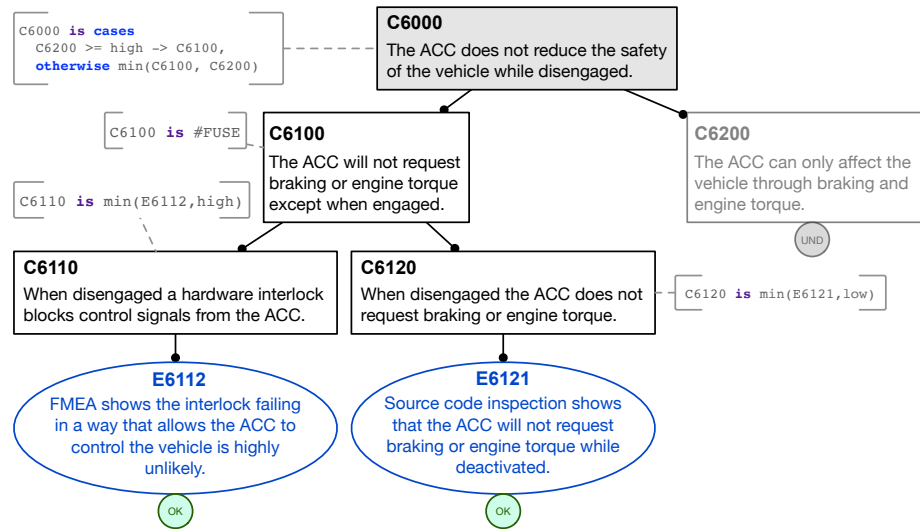 C6000 is cases
C6200 >= high -> C6100,
otherwise min(C6100, C6200)
C6000
The ACC does not reduce the safety
of the vehicle while disengaged.
C6100 is #FUSE
C6100
The ACC will not request
braking or engine torque
except when engaged.
C6200
The ACC can only affect the
vehicle through braking and
engine torque.
UND
C6110 is min(E6112,high)
C6110
When disengaged a hardware interlock
blocks control signals from the ACC.
C6120
When disengaged the ACC does not
request braking or engine torque.
C6120 is min(E6121,low)
E6112
FMEA shows the interlock failing
in a way that allows the ACC to
control the vehicle is highly
unlikely.
OK
E6121
Source code inspection shows
that the ACC will not request
braking or engine torque while
deactivated.
OK